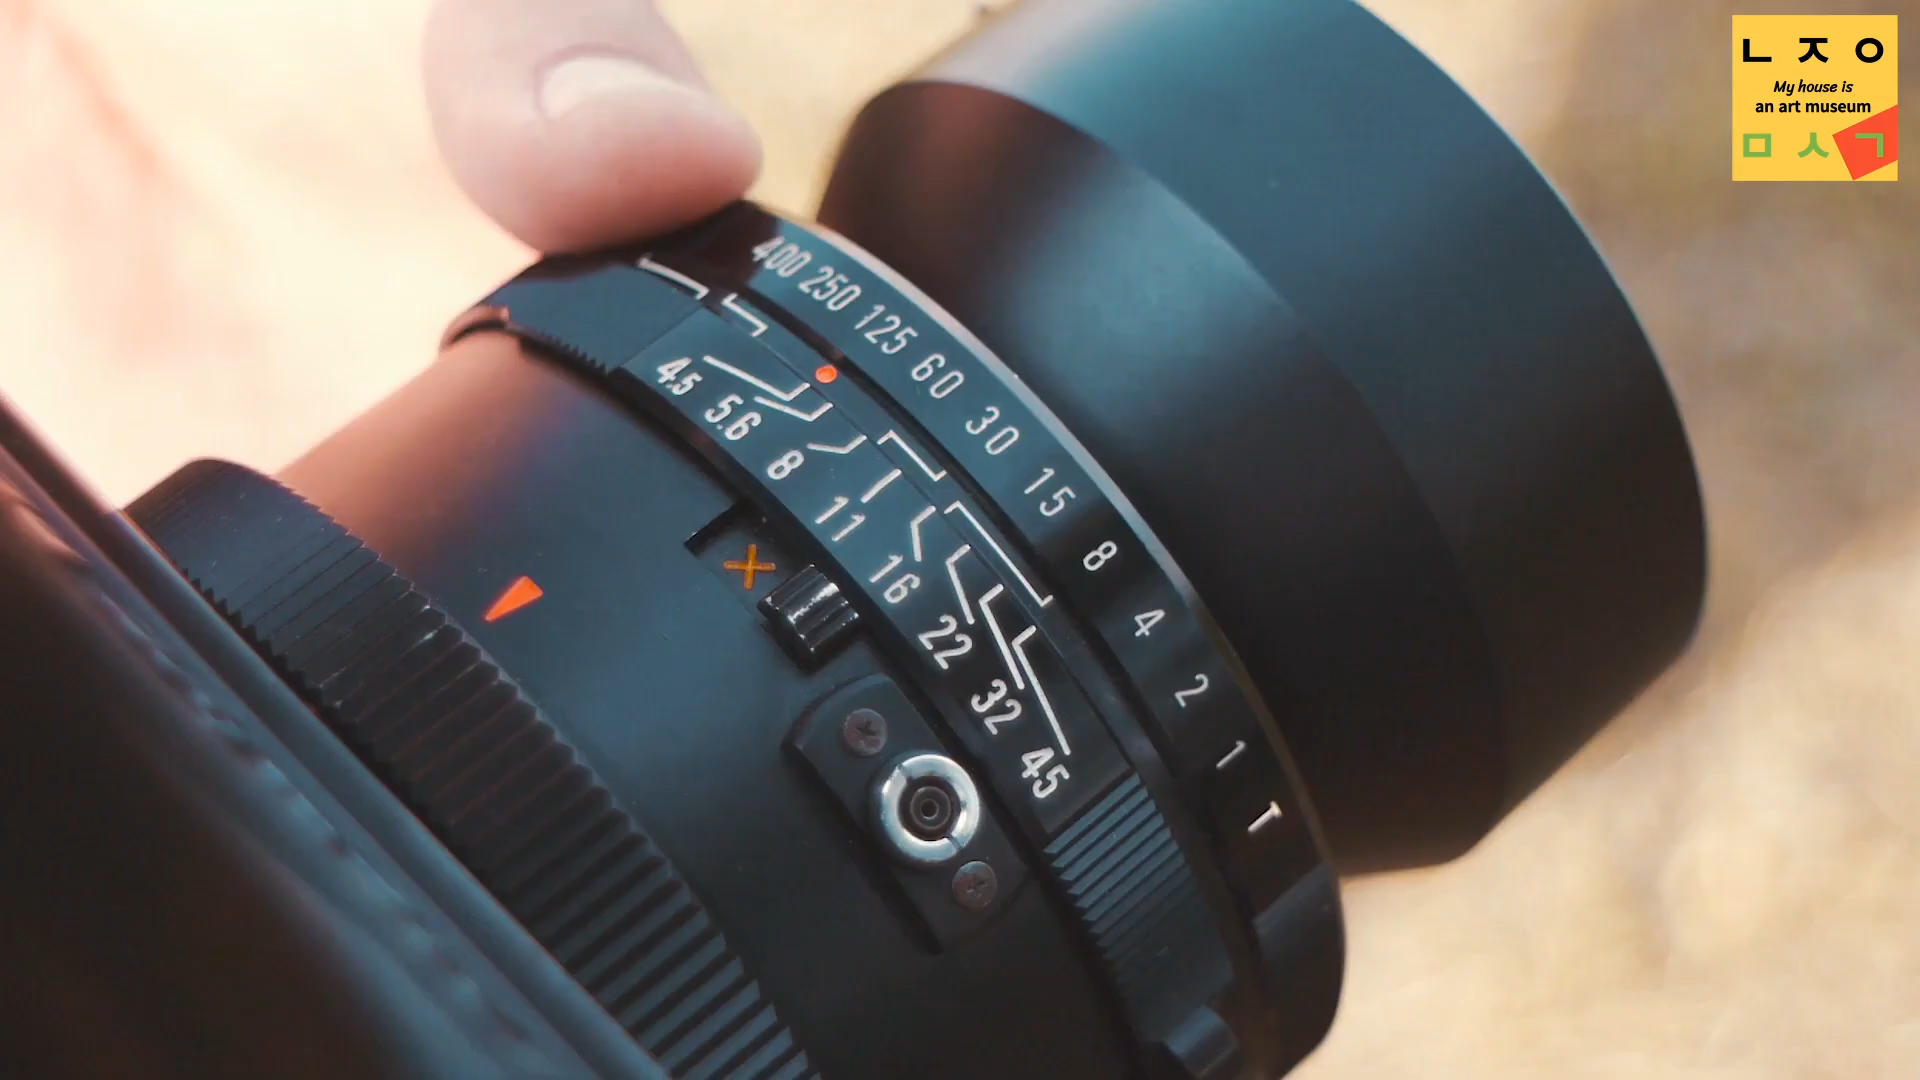 ㄴ ㅈ ㅇ
My house is
an art museum
ㅁ ㅅ ㄱ
400 250 125 60 30 15 8 4 2 1 T
4.5 5.6 8 11 16 22 32 45
X